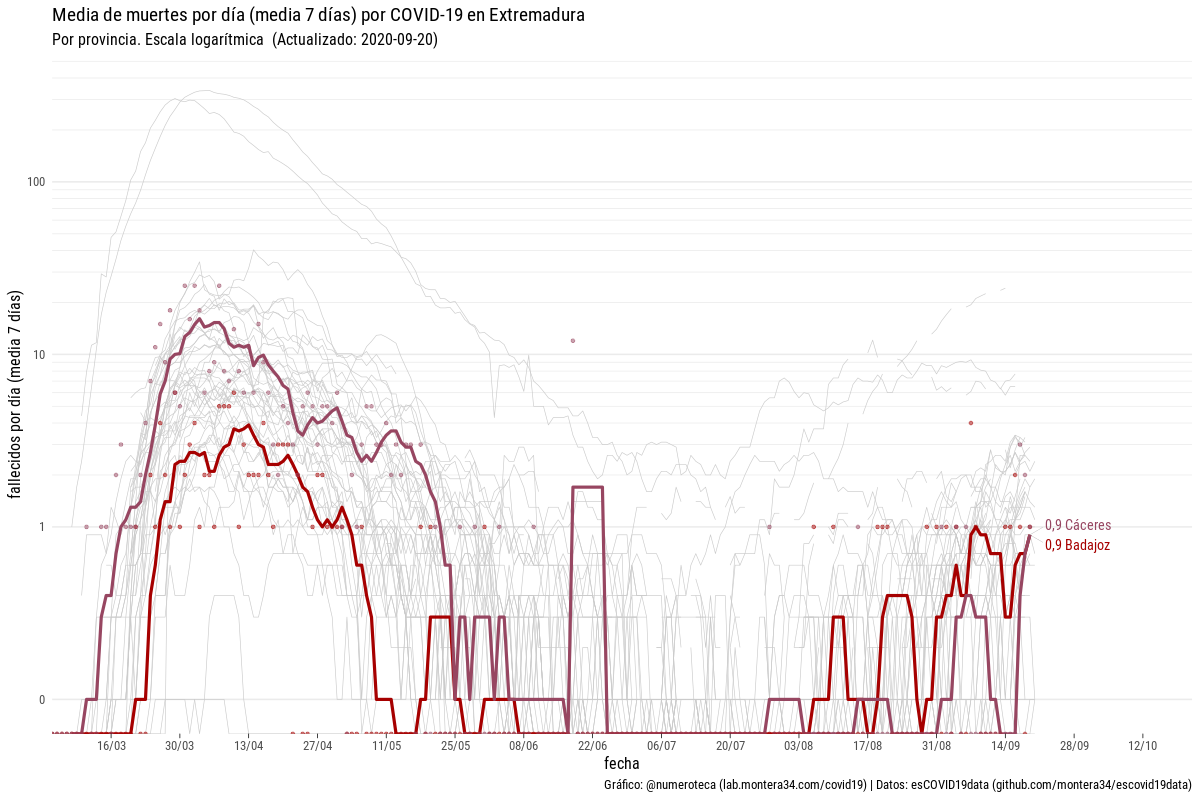 Media de muertes por día (media 7 días) por COVID-19 en Extremadura
Por provincia. Escala logarítmica (Actualizado: 2020-09-20)
fallecidos por día (media 7 días)
100
10
1
0
0,9 Cáceres
0,9 Badajoz
16/03 30/03 13/04 27/04 11/05 25/05 08/06 22/06 06/07 20/07 03/08 17/08 31/08 14/09 28/09 12/10
fecha
Gráfico: @numeroteca (lab.montera34.com/covid19) | Datos: esCOVID19data (github.com/montera34/escovid19data)